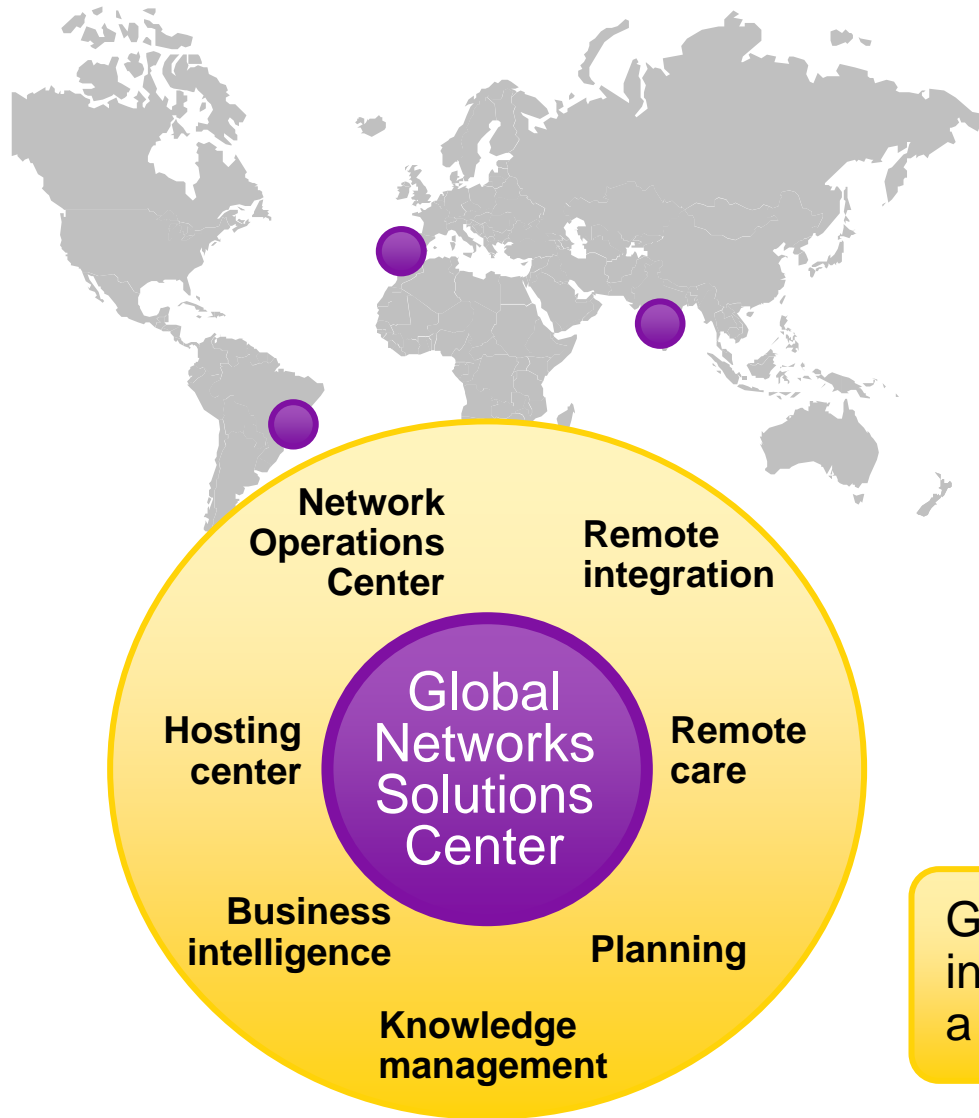 Network
Operations
Center
Remote
integration
Global
Networks
Solutions
Center
Hosting
center
Remote
care
Business
intelligence
Planning
Knowledge
management
G
in
a